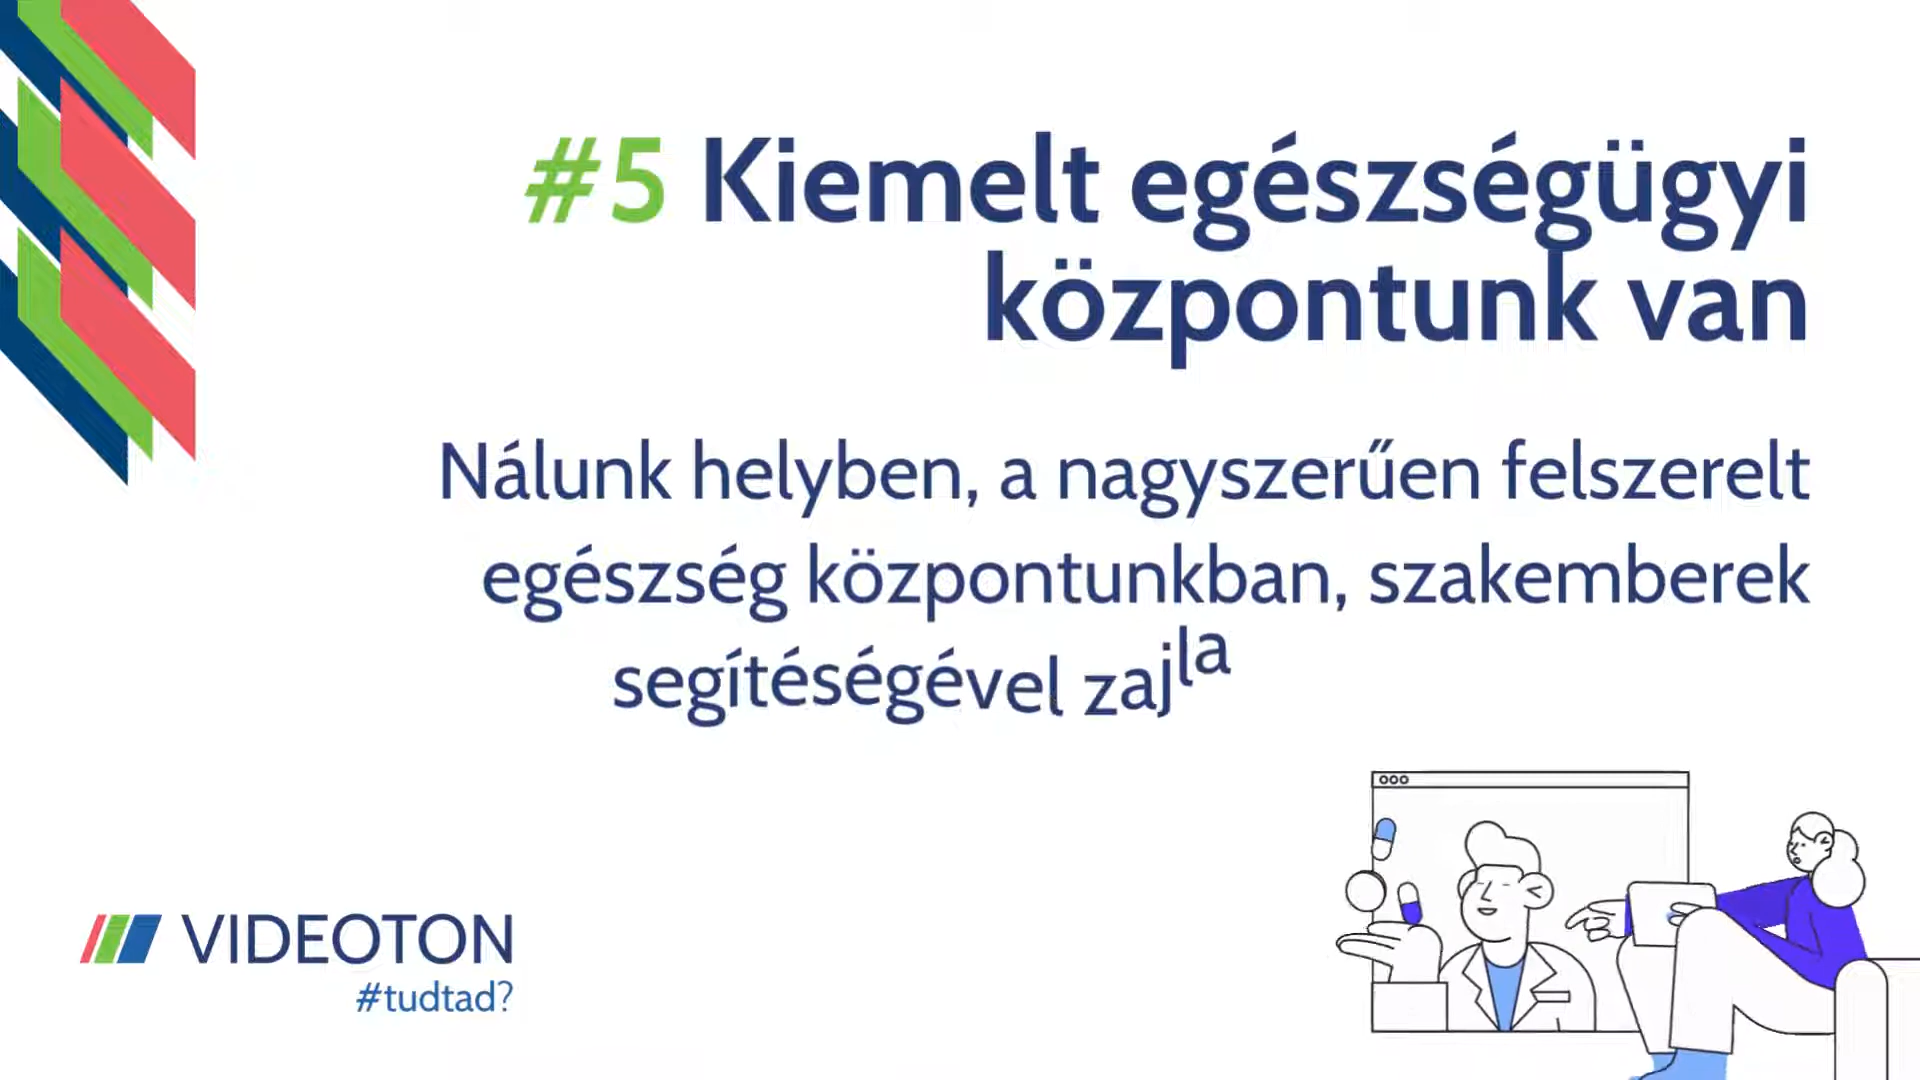 #5 Kiemelt egészségügyi
központunk van
Nálunk helyben, a nagyszerűen felszerelt
egészség központunkban, szakemberek
segítéségével zajla
VIDEOTON
#tudtad?